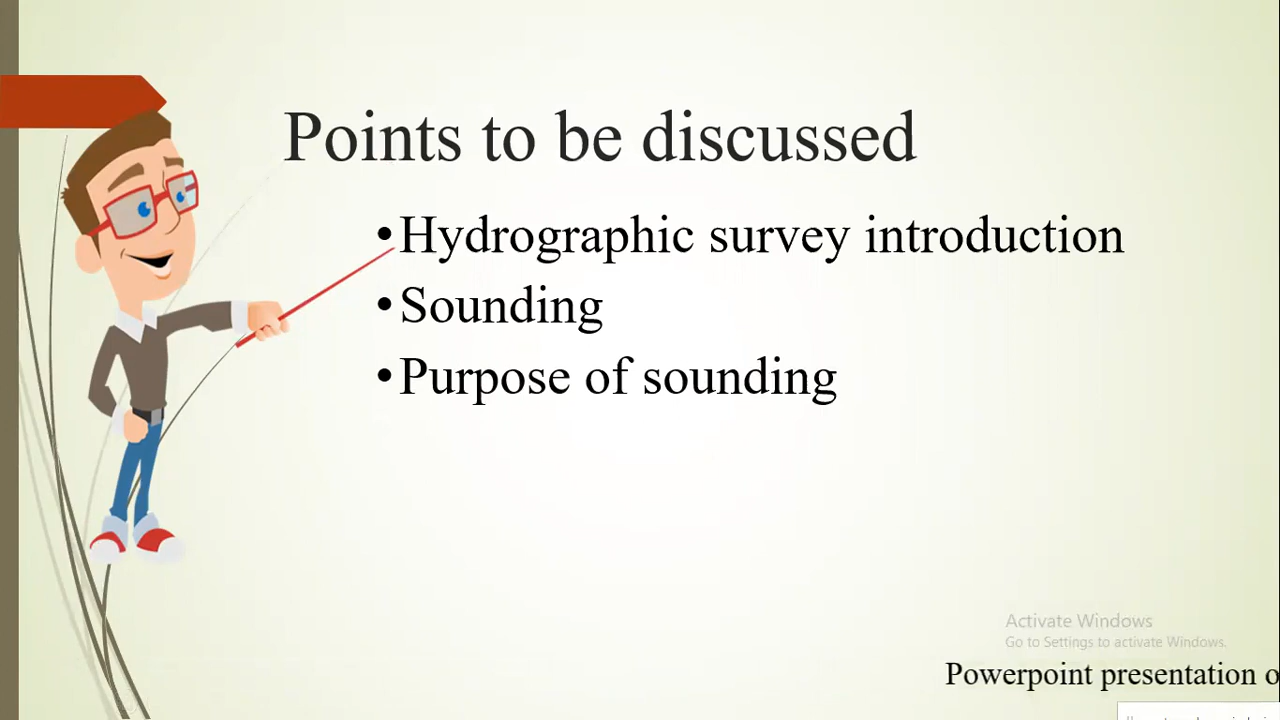 Points to be discussed
•Hydrographic survey introduction
•Sounding
•Purpose of sounding
Activate Windows
Go to Settings to activate Windows.
Powerpoint presentation o